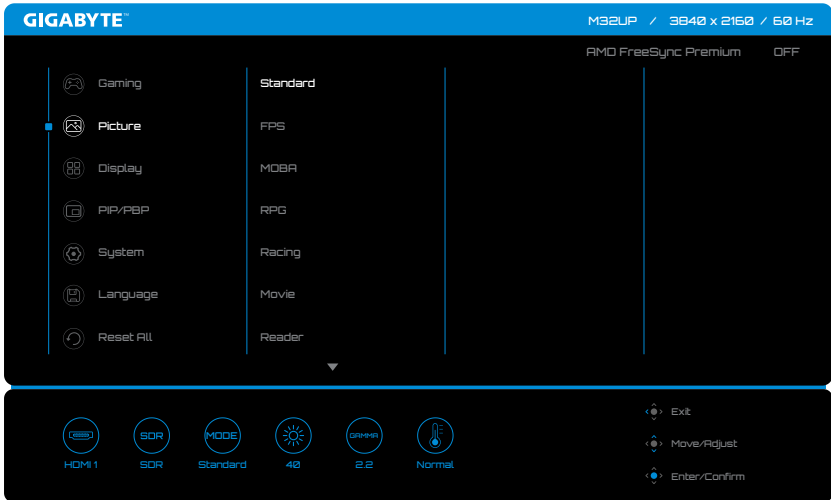 GIGABYTE™ M32UP / 3840 x 2160 / 60 Hz
AMD FreeSync Premium OFF
Gaming Standard
Picture FPS
Display MOBA
PIP/PBP RPG
System Racing
Language Movie
Reset All Reader
Exit
SDR MODE GAMMA
Move/Adjust
HDMI 1 SDR Standard 40 2.2 Normal
Enter/Confirm